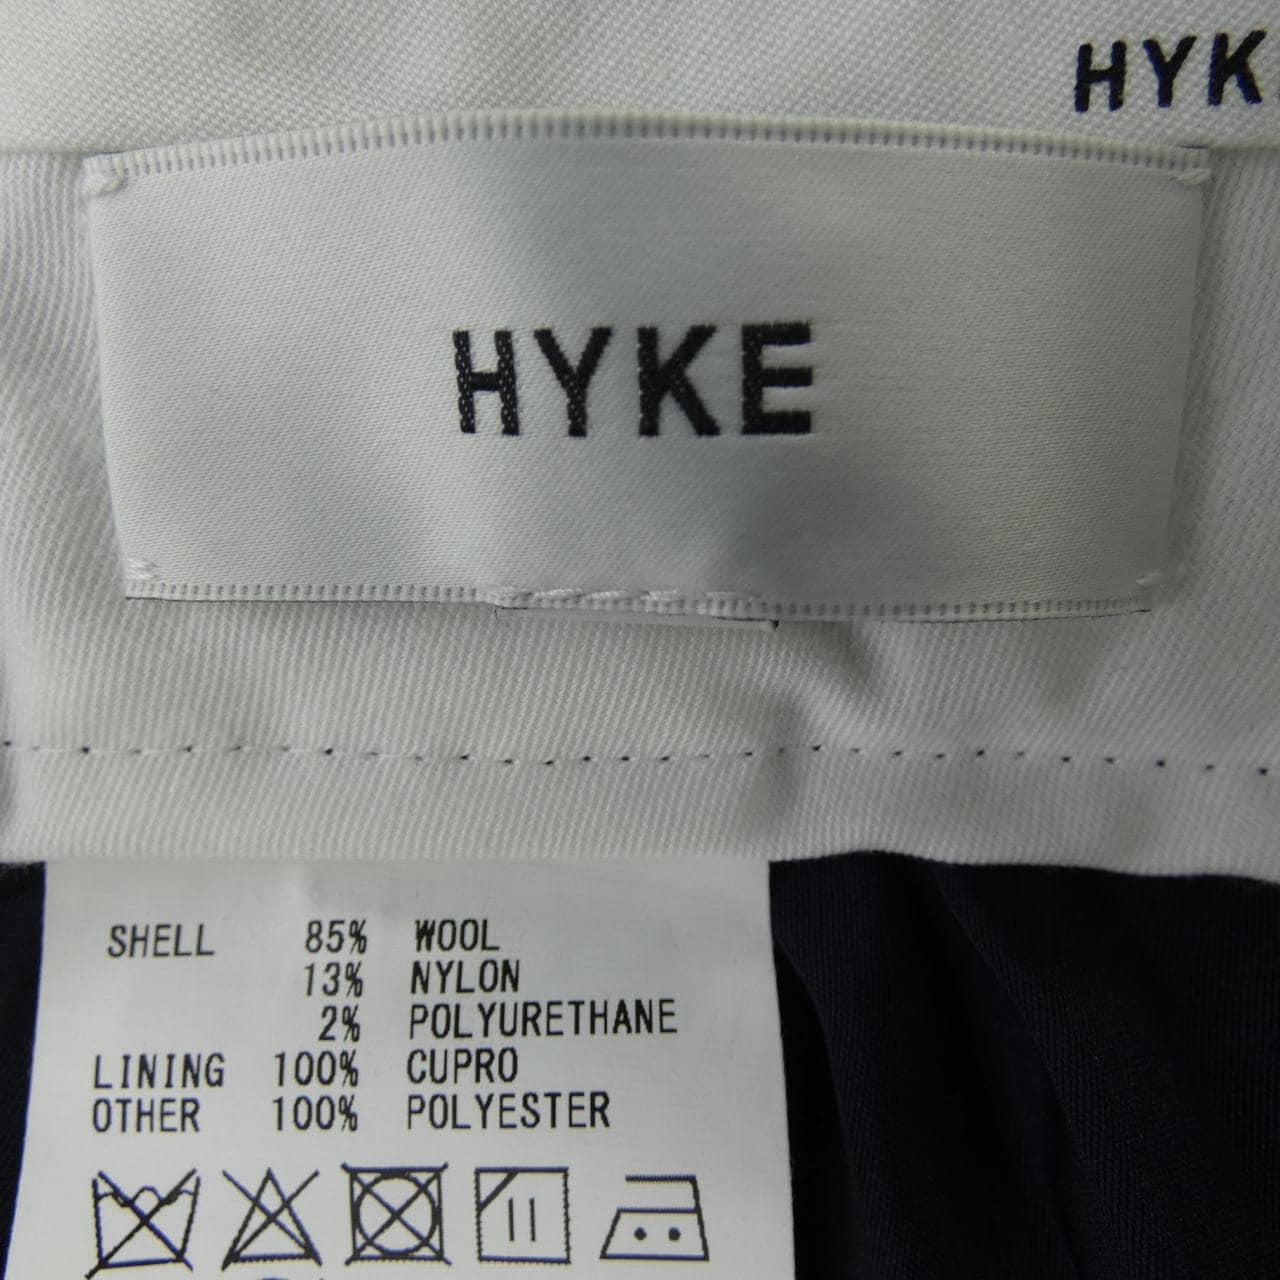 HYK
HYKE
SHELL 85% WOOL
13% NYLON
2% POLYURETHANE
LINING 100% CUPRO
OTHER 100% POLYESTER